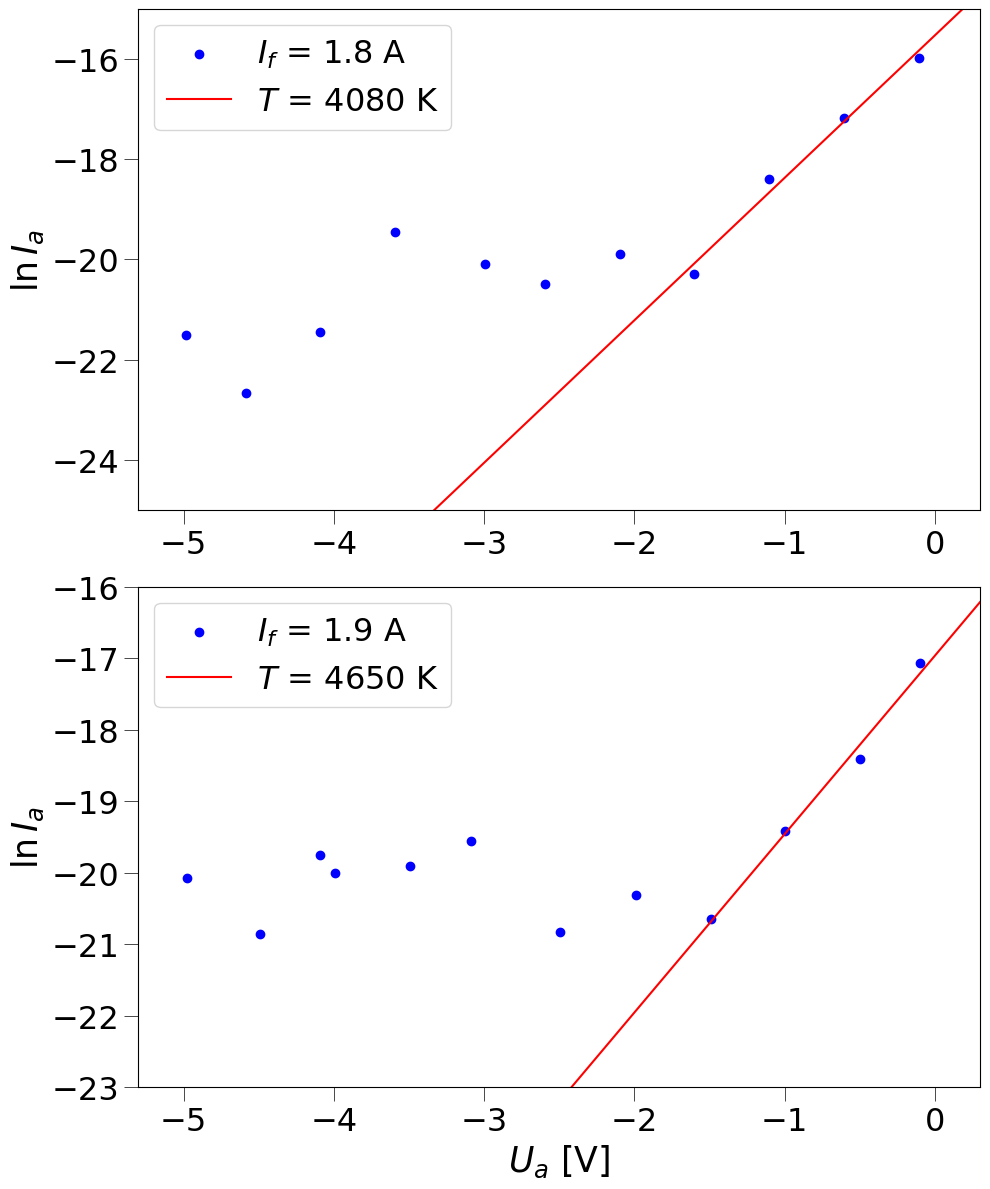 I_f = 1.8 A
T = 4080 K
ln I_a
−16
−18
−20
−22
−24
−5 −4 −3 −2 −1 0
I_f = 1.9 A
T = 4650 K
ln I_a
−16
−17
−18
−19
−20
−21
−22
−23
−5 −4 −3 −2 −1 0
U_a [V]